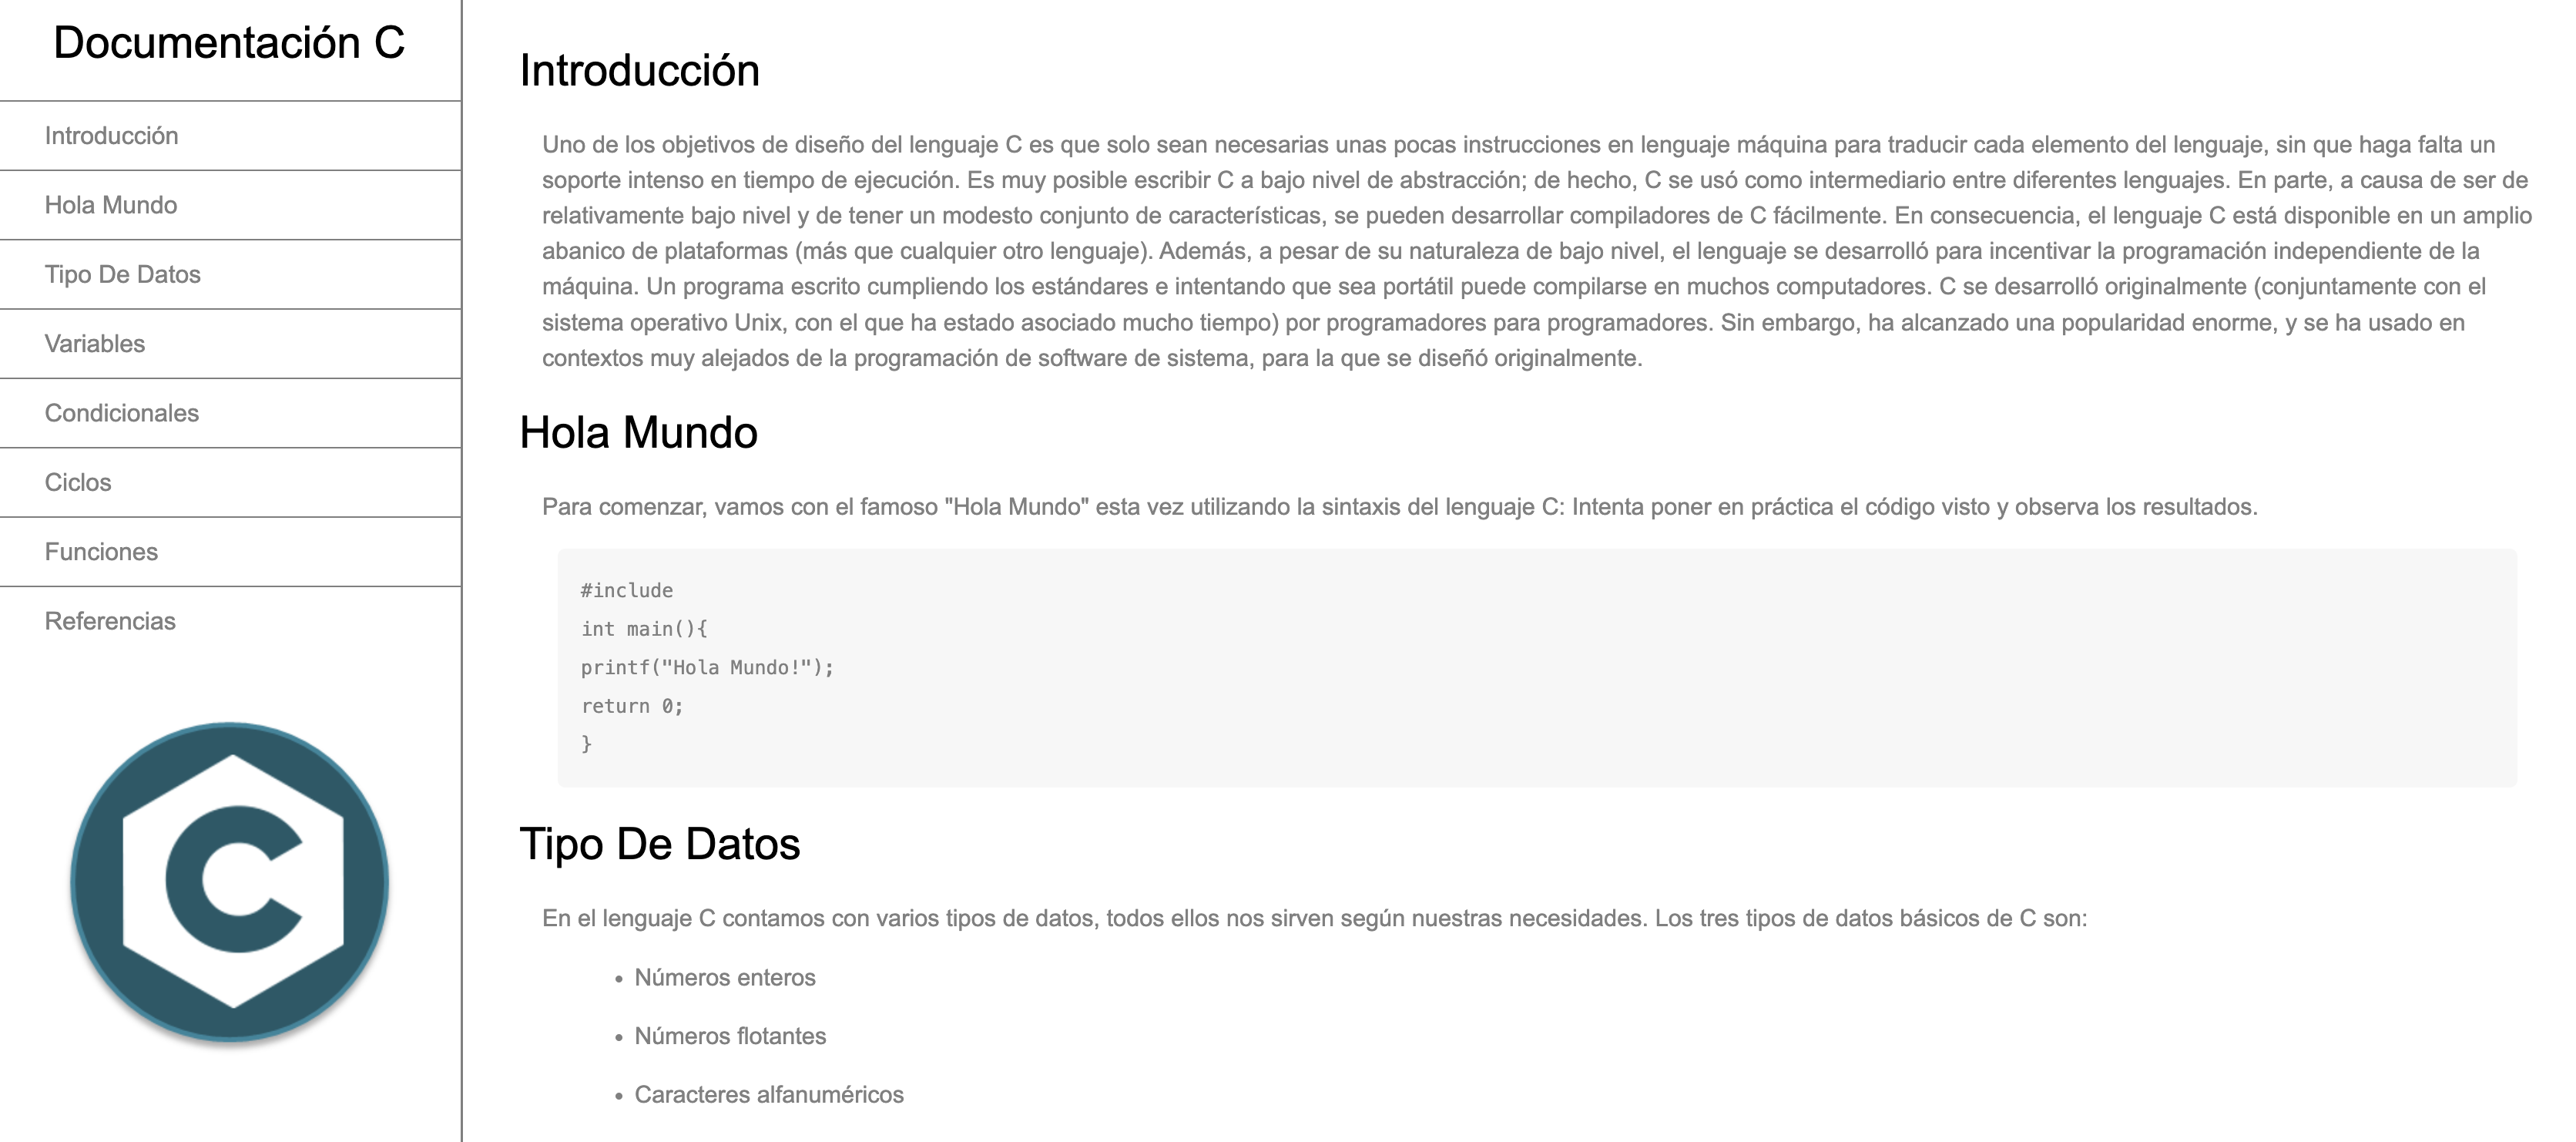 Documentación C
Introducción
Hola Mundo
Tipo De Datos
Variables
Condicionales
Ciclos
Funciones
Referencias
C
Introducción
Uno de los objetivos de diseño del lenguaje C es que solo sean necesarias unas pocas instrucciones en lenguaje máquina para traducir cada elemento del lenguaje, sin que haga falta un
soporte intenso en tiempo de ejecución. Es muy posible escribir C a bajo nivel de abstracción; de hecho, C se usó como intermediario entre diferentes lenguajes. En parte, a causa de ser de
relativamente bajo nivel y de tener un modesto conjunto de características, se pueden desarrollar compiladores de C fácilmente. En consecuencia, el lenguaje C está disponible en un amplio
abanico de plataformas (más que cualquier otro lenguaje). Además, a pesar de su naturaleza de bajo nivel, el lenguaje se desarrolló para incentivar la programación independiente de la
máquina. Un programa escrito cumpliendo los estándares e intentando que sea portátil puede compilarse en muchos computadores. C se desarrolló originalmente (conjuntamente con el
sistema operativo Unix, con el que ha estado asociado mucho tiempo) por programadores para programadores. Sin embargo, ha alcanzado una popularidad enorme, y se ha usado en
contextos muy alejados de la programación de software de sistema, para la que se diseñó originalmente.
Hola Mundo
Para comenzar, vamos con el famoso "Hola Mundo" esta vez utilizando la sintaxis del lenguaje C: Intenta poner en práctica el código visto y observa los resultados.
#include
int main(){
printf("Hola Mundo!");
return 0;
}
Tipo De Datos
En el lenguaje C contamos con varios tipos de datos, todos ellos nos sirven según nuestras necesidades. Los tres tipos de datos básicos de C son:
• Números enteros
• Números flotantes
• Caracteres alfanuméricos